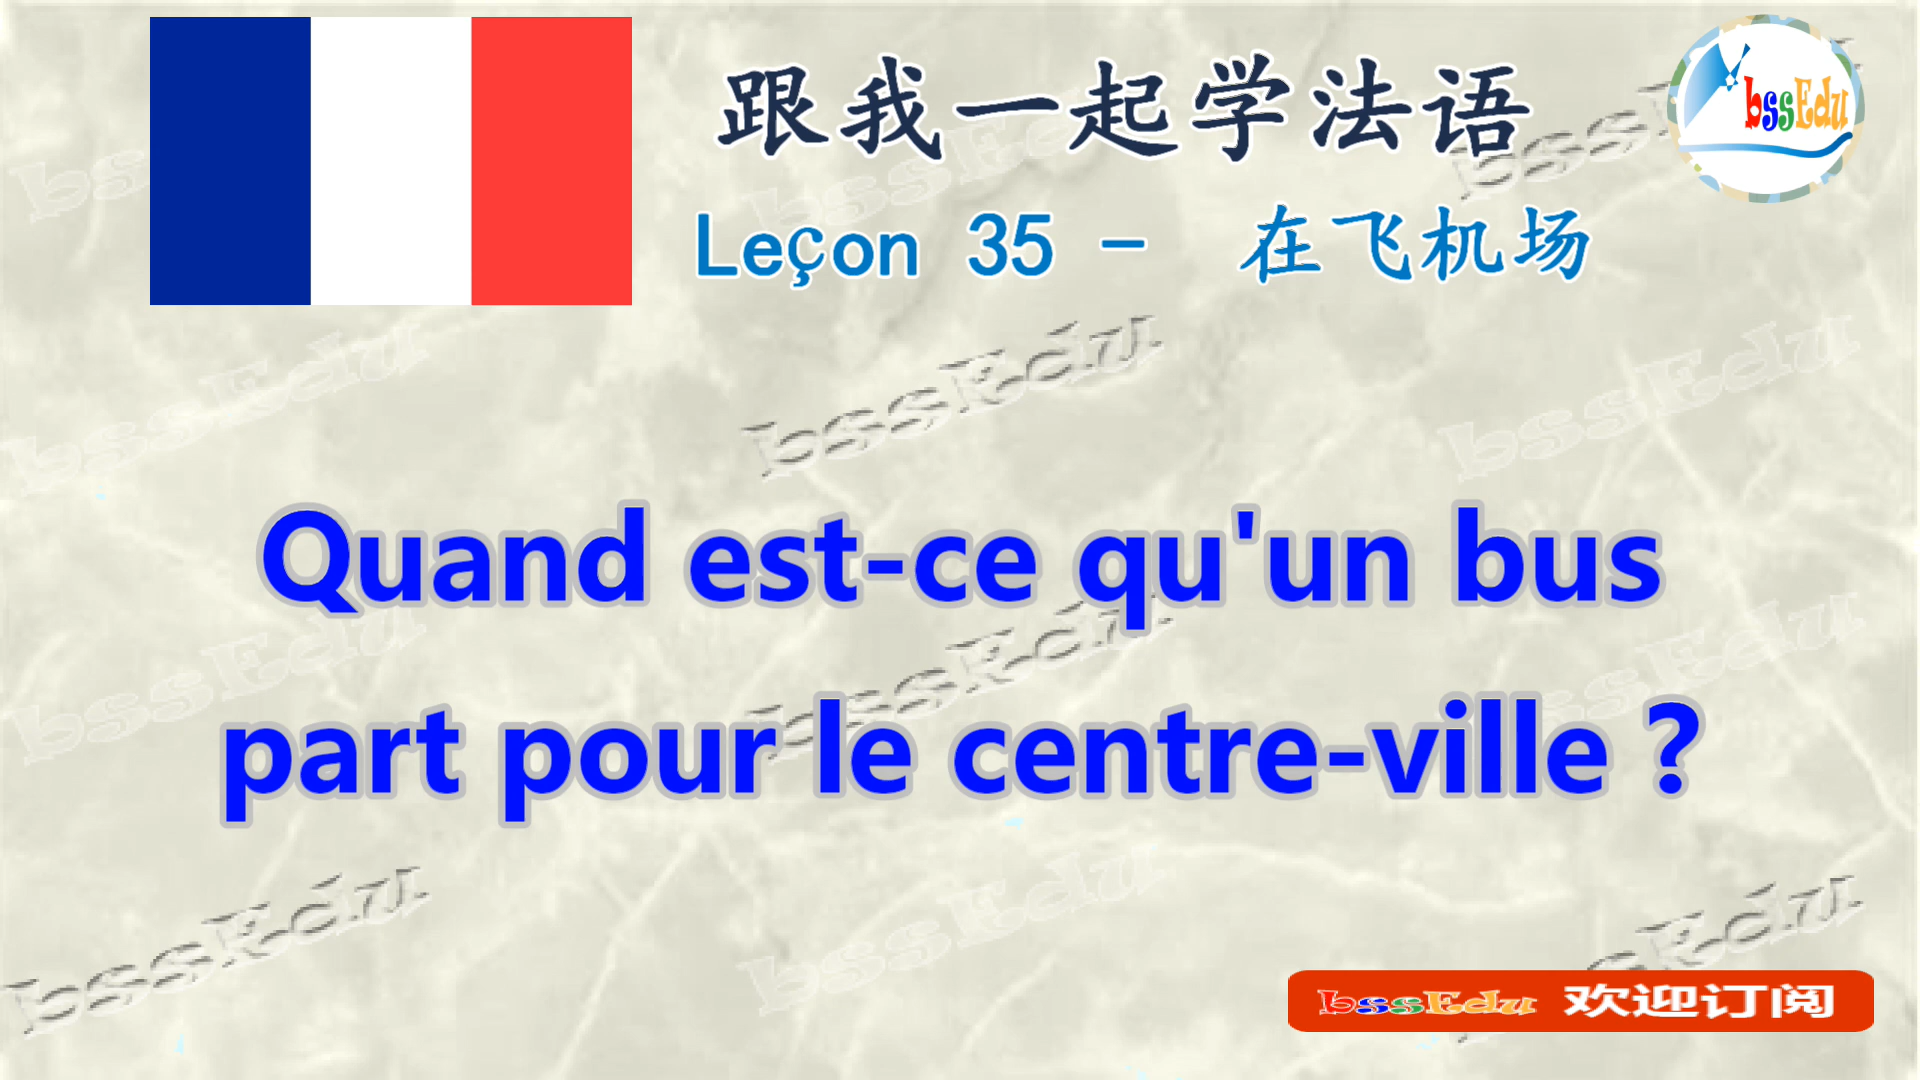 跟我一起学法语
bssEdu
Leçon 35 - 在飞机场
Quand est-ce qu'un bus
part pour le centre-ville ?
bssEdu 欢迎订阅